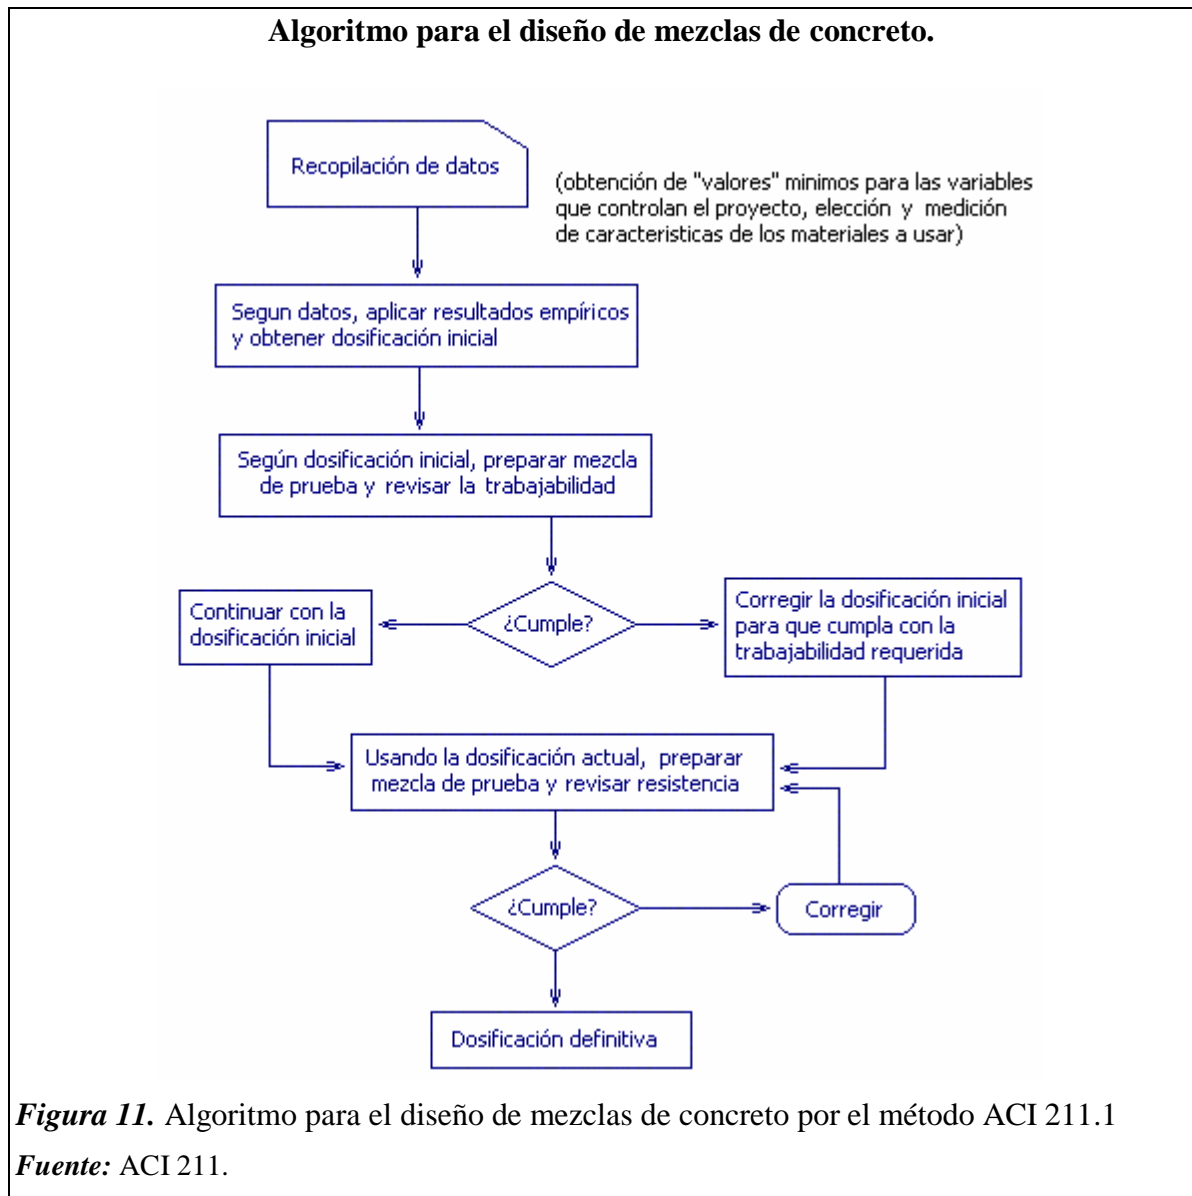 Algoritmo para el diseño de mezclas de concreto.
Recopilación de datos
(obtención de "valores" minimos para las variables
que controlan el proyecto, elección y medición
de caracteristicas de los materiales a usar)
Segun datos, aplicar resultados empíricos
y obtener dosificación inicial
Según dosificación inicial, preparar mezcla
de prueba y revisar la trabajabilidad
Continuar con la
dosificación inicial
¿Cumple?
Corregir la dosificación inicial
para que cumpla con la
trabajabilidad requerida
Usando la dosificación actual, preparar
mezcla de prueba y revisar resistencia
¿Cumple?
Corregir
Dosificación definitiva
Figura 11. Algoritmo para el diseño de mezclas de concreto por el método ACI 211.1
Fuente: ACI 211.